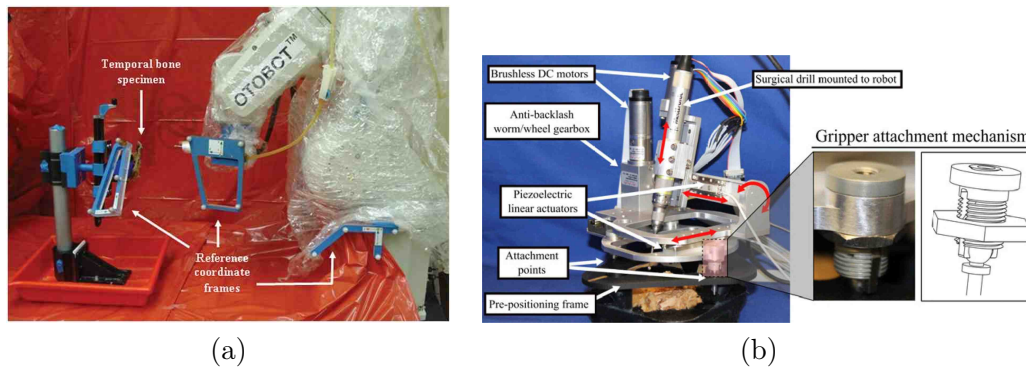 Temporal bone
specimen
OTOBOT™
Reference
coordinate
frames
(a)
Brushless DC motors
Surgical drill mounted to robot
Anti-backlash
worm/wheel gearbox
Piezoelectric
linear actuators
Attachment
points
Pre-positioning frame
Gripper attachment mechanism
(b)